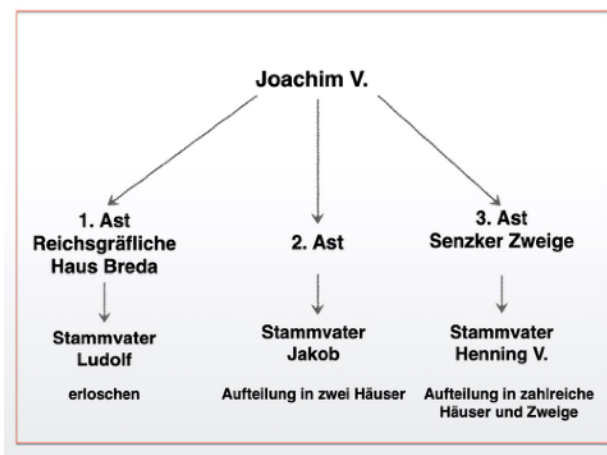 Joachim V.
1. Ast
Reichsgräfliche
Haus Breda
2. Ast
3. Ast
Senzker Zweige
Stammvater
Ludolf
Stammvater
Jakob
Stammvater
Henning V.
erloschen
Aufteilung in zwei Häuser
Aufteilung in zahlreiche
Häuser und Zweige